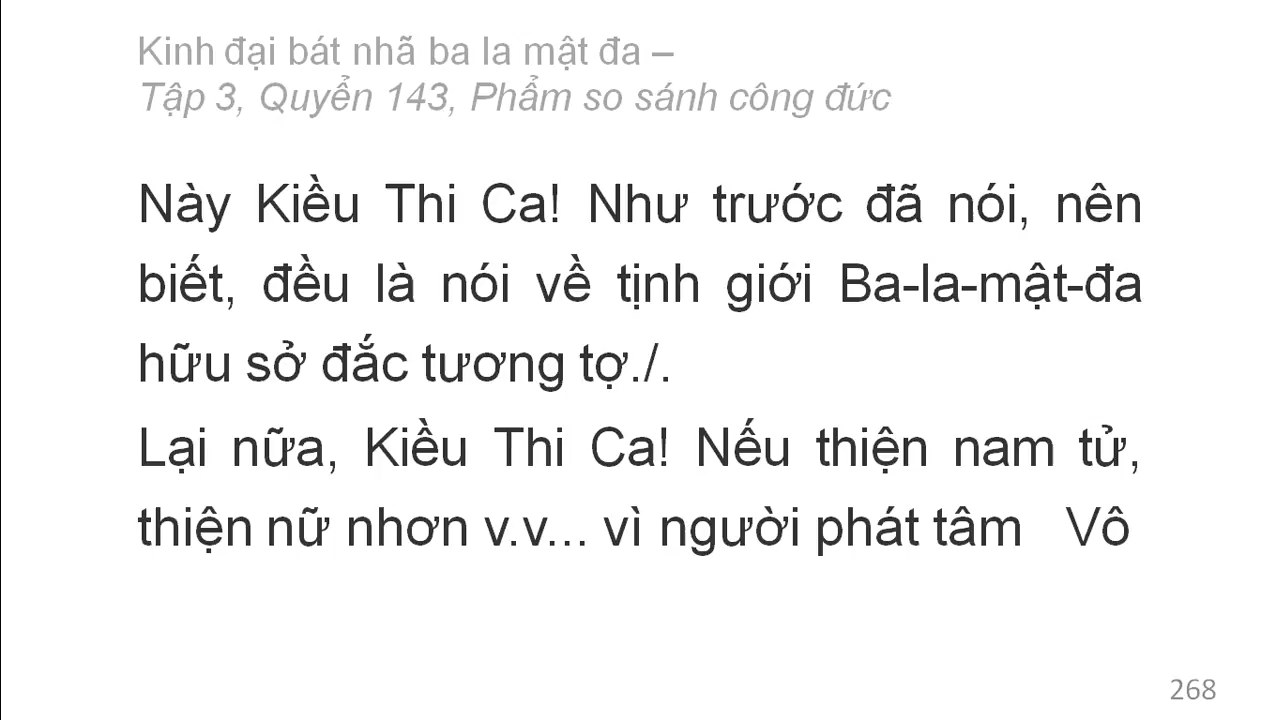 Kinh đại bát nhã ba la mật đa –
Tập 3, Quyển 143, Phẩm so sánh công đức
Này Kiều Thi Ca! Như trước đã nói, nên
biết, đều là nói về tịnh giới Ba-la-mật-đa
hữu sở đắc tương tợ./.
Lại nữa, Kiều Thi Ca! Nếu thiện nam tử,
thiện nữ nhơn v.v... vì người phát tâm Vô
268